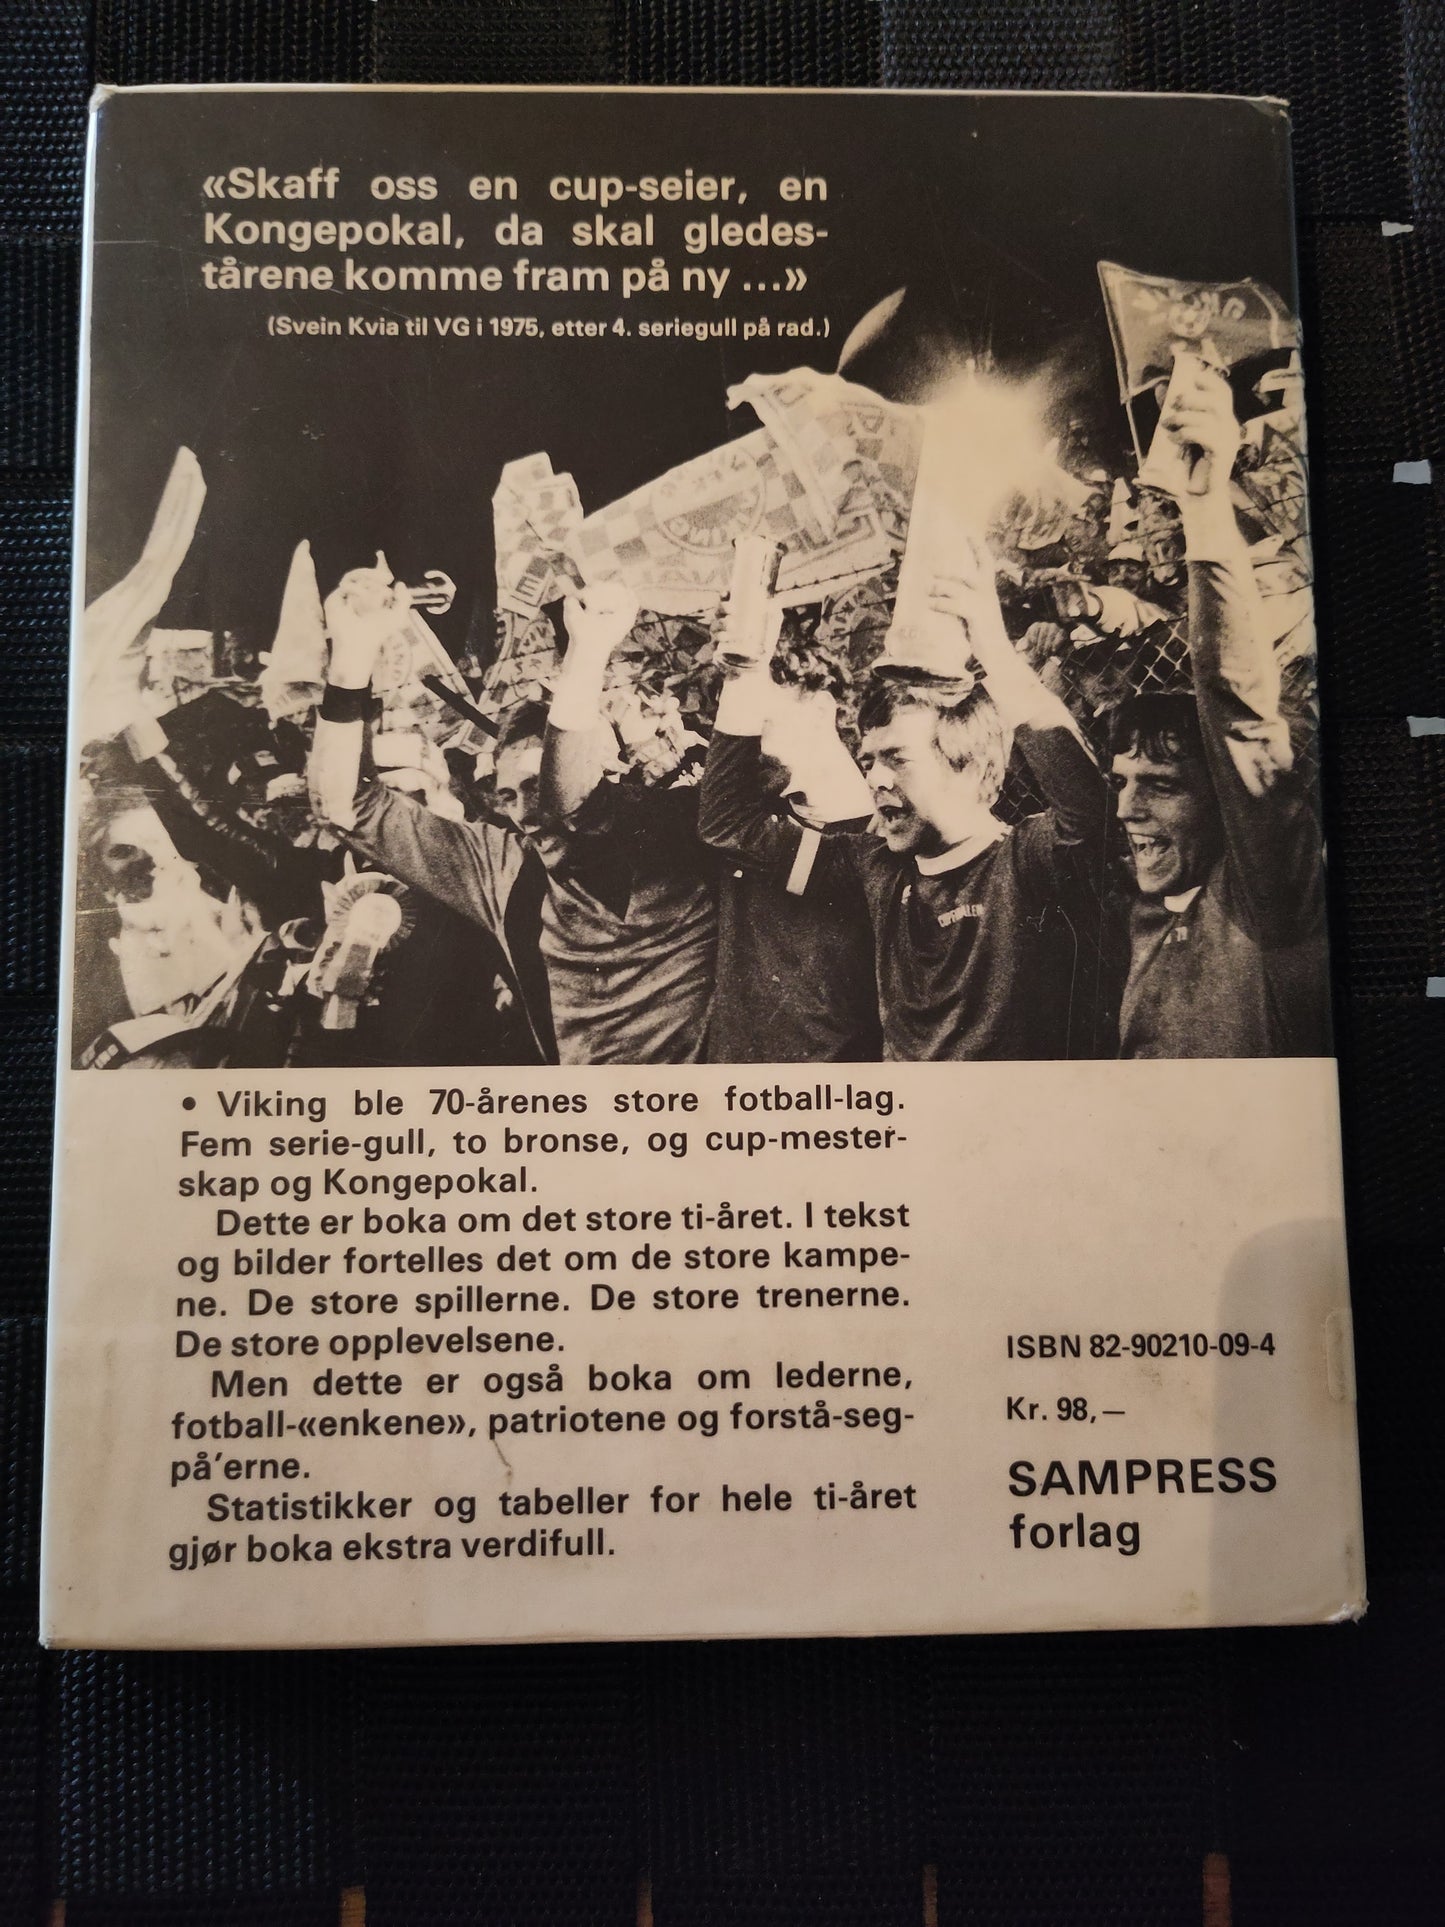 «Skaff oss en cup-seier, en
Kongepokal, da skal gledes-
tårene komme fram på ny ...»
(Svein Kvia til VG i 1975, etter 4. seriegull på rad.)
• Viking ble 70-årenes store fotball-lag.
Fem serie-gull, to bronse, og cup-mester-
skap og Kongepokal.
Dette er boka om det store ti-året. I tekst
og bilder fortelles det om de store kampe-
ne. De store spillerne. De store trenerne.
De store opplevelsene.
Men dette er også boka om lederne,
fotball-«enkene», patriotene og forstå-seg-
på'erne.
Statistikker og tabeller for hele ti-året
gjør boka ekstra verdifull.
ISBN 82-90210-09-4
Kr. 98,—
SAMPRESS
forlag